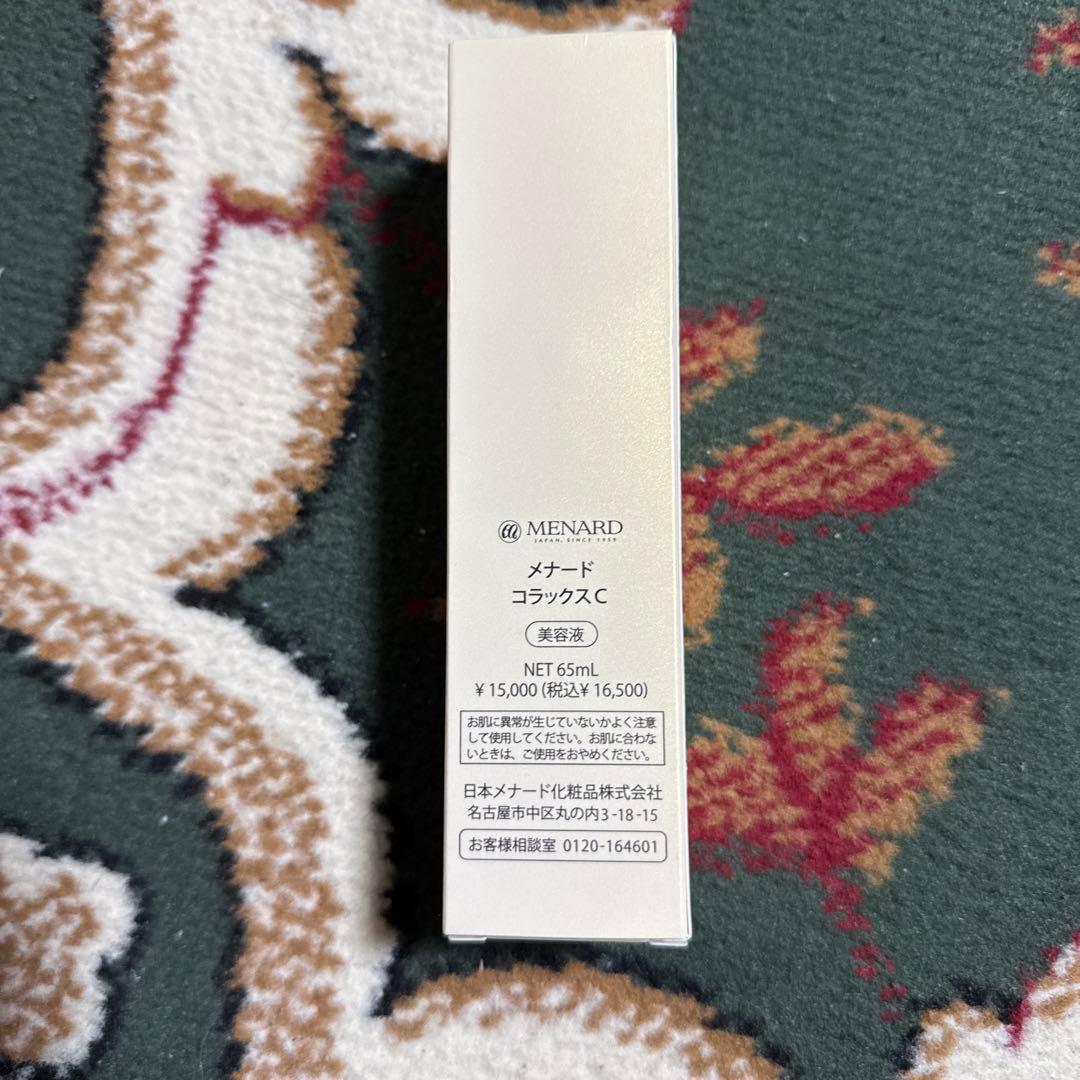 MENARD
JAPAN, SINCE 1959
メナード
コラックスC
美容液
NET 65mL
¥15,000(税込¥16,500)
お肌に異常が生じていないかよく注意
して使用してください。お肌に合わな
いときは、ご使用をおやめください。
日本メナード化粧品株式会社
名古屋市中区丸の内3-18-15
お客様相談室 0120-164601